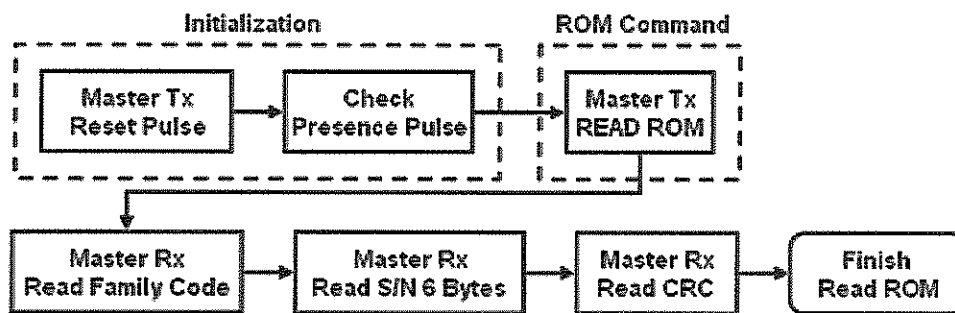 Initialization
ROM Command
Master Tx
Reset Pulse
Check
Presence Pulse
Master Tx
READ ROM
Master Rx
Read Family Code
Master Rx
Read S/N 6 Bytes
Master Rx
Read CRC
Finish
Read ROM